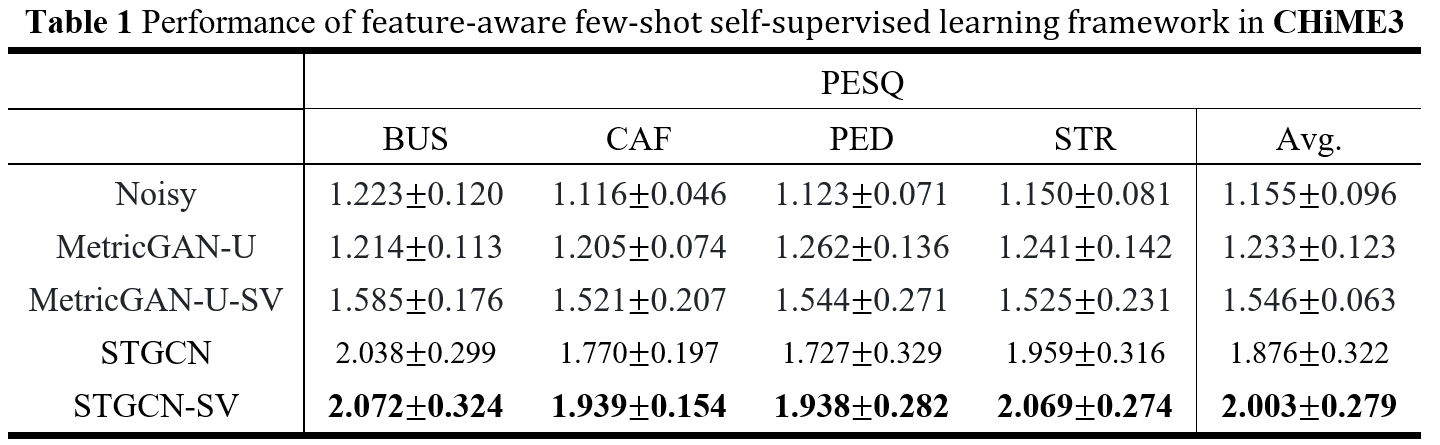 Table 1 Performance of feature-aware few-shot self-supervised learning framework in CHiME3
PESQ
BUS CAF PED STR Avg.
Noisy 1.223±0.120 1.116±0.046 1.123±0.071 1.150±0.081 1.155±0.096
MetricGAN-U 1.214±0.113 1.205±0.074 1.262±0.136 1.241±0.142 1.233±0.123
MetricGAN-U-SV 1.585±0.176 1.521±0.207 1.544±0.271 1.525±0.231 1.546±0.063
STGCN 2.038±0.299 1.770±0.197 1.727±0.329 1.959±0.316 1.876±0.322
STGCN-SV 2.072±0.324 1.939±0.154 1.938±0.282 2.069±0.274 2.003±0.279